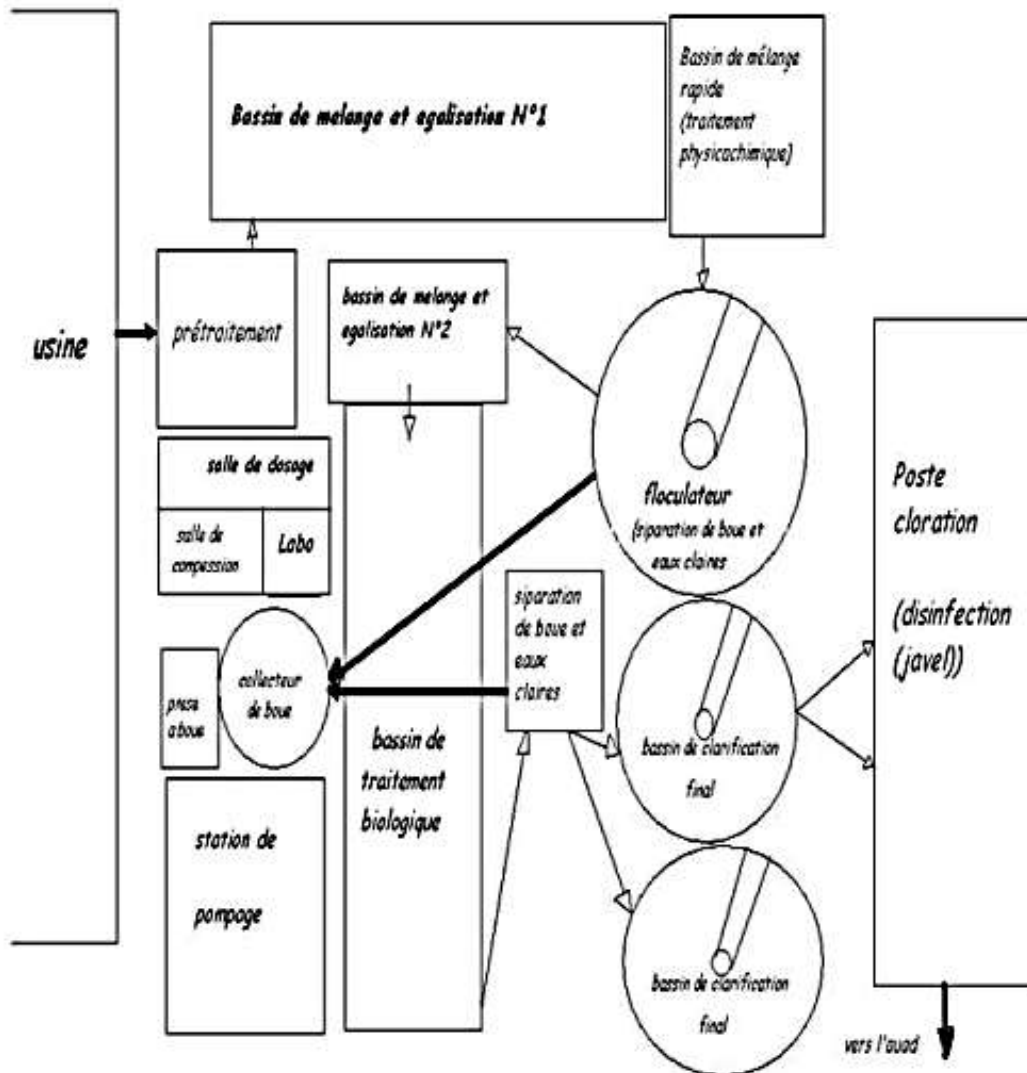 Bassin de melange et egalisation N°1
Bassin de mélange
rapide
(traitement
physicochimique)
usine
prétraitement
bassin de melange et
egalisation N°2
salle de dosage
salle de
compession
Labo
floculateur
(siparation de boue et
eaux claires
Poste
cloration
(disinfection
(javel))
siparation
de boue et
eaux
claires
prese
a boue
collecteur
de boue
bassin de
traitement
biologique
bassin de clarification
final
station de
pompage
bassin de clarification
final
vers l'ouad